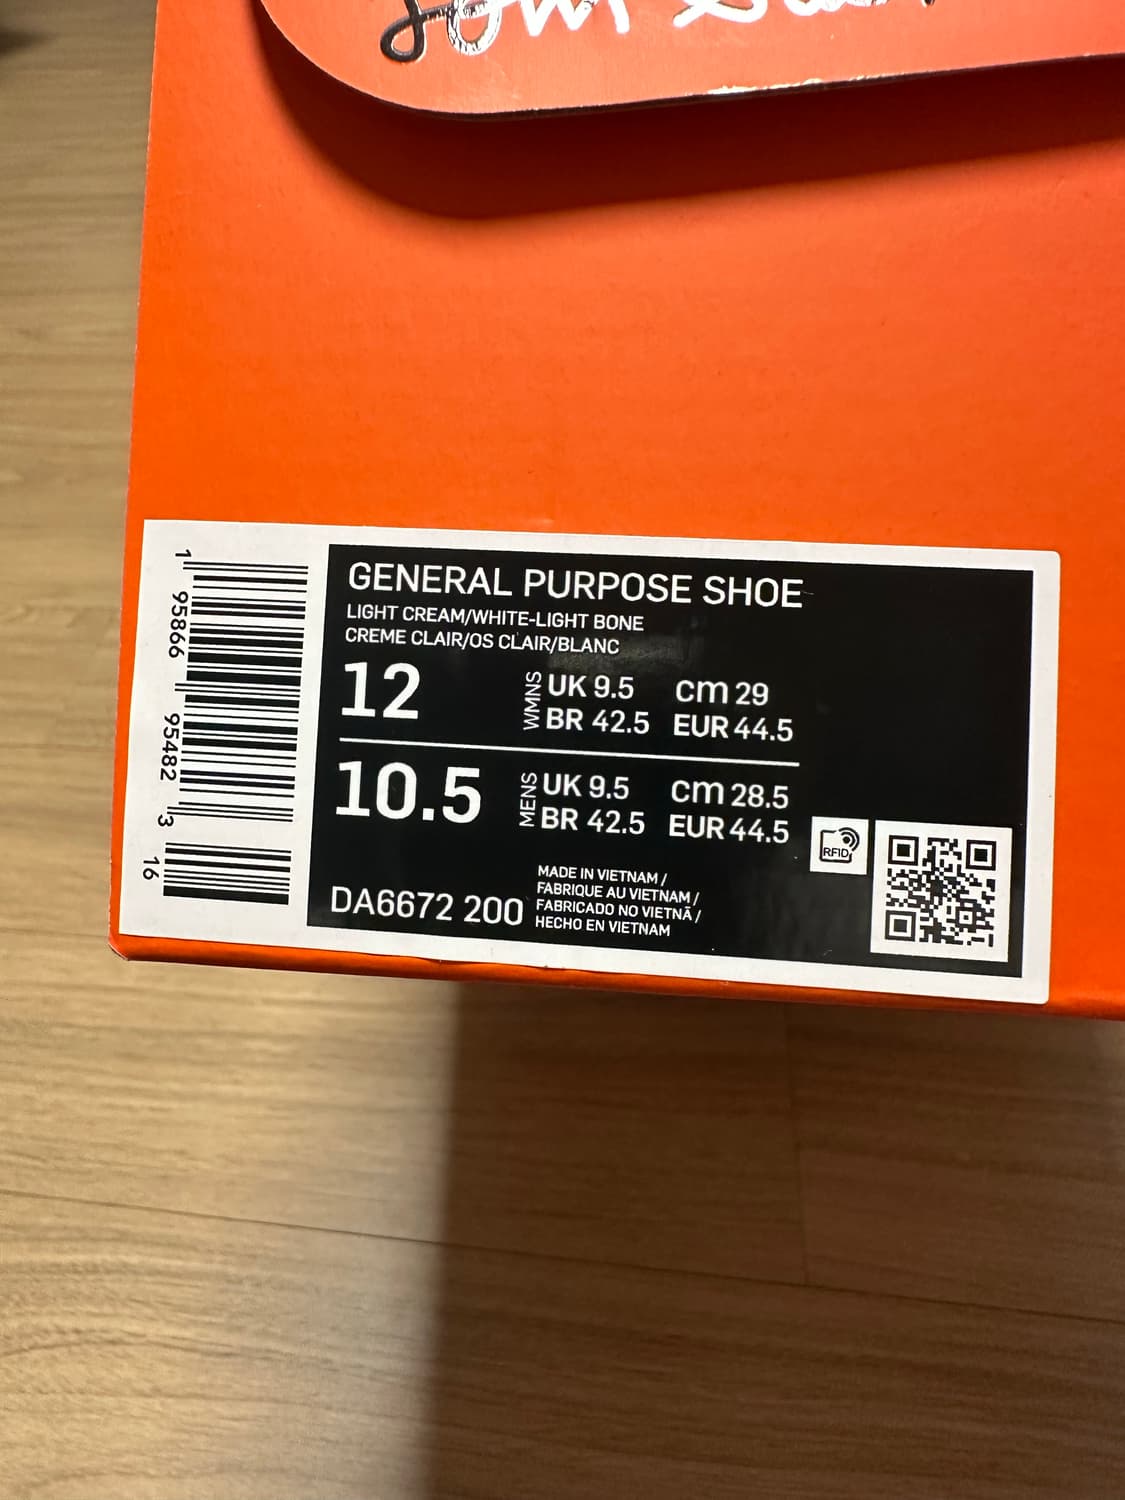 GENERAL PURPOSE SHOE
LIGHT CREAM/WHITE-LIGHT BONE
CREME CLAIR/OS CLAIR/BLANC
12 WMNS UK 9.5 cm 29
BR 42.5 EUR 44.5
10.5 MENS UK 9.5 cm 28.5
BR 42.5 EUR 44.5
MADE IN VIETNAM /
FABRIQUE AU VIETNAM /
FABRICADO NO VIETNÃ /
HECHO EN VIETNAM
DA6672 200
RFID
1 95866 95482 3 16